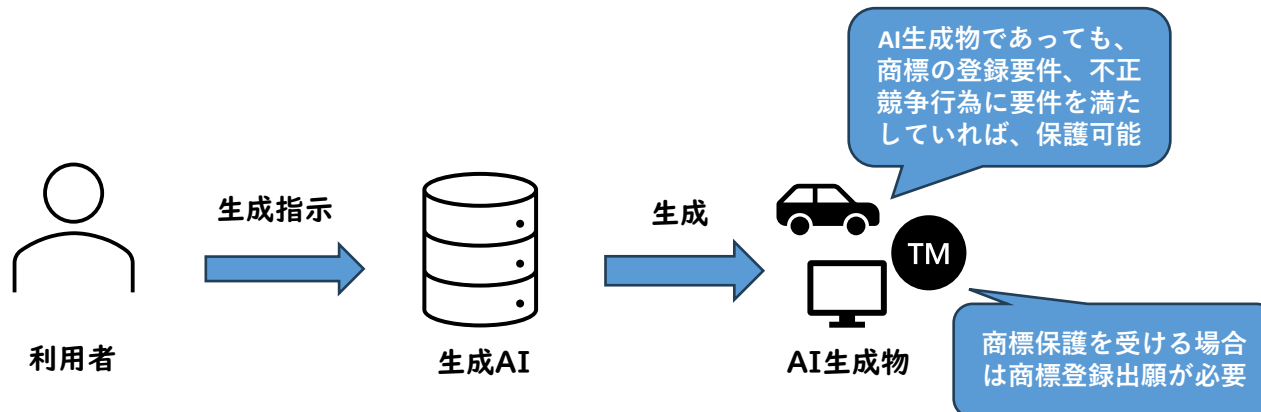 AI生成物であっても、
商標の登録要件、不正
競争行為に要件を満た
していれば、保護可能
生成指示
生成
TM
利用者
生成AI
AI生成物
商標保護を受ける場合
は商標登録出願が必要